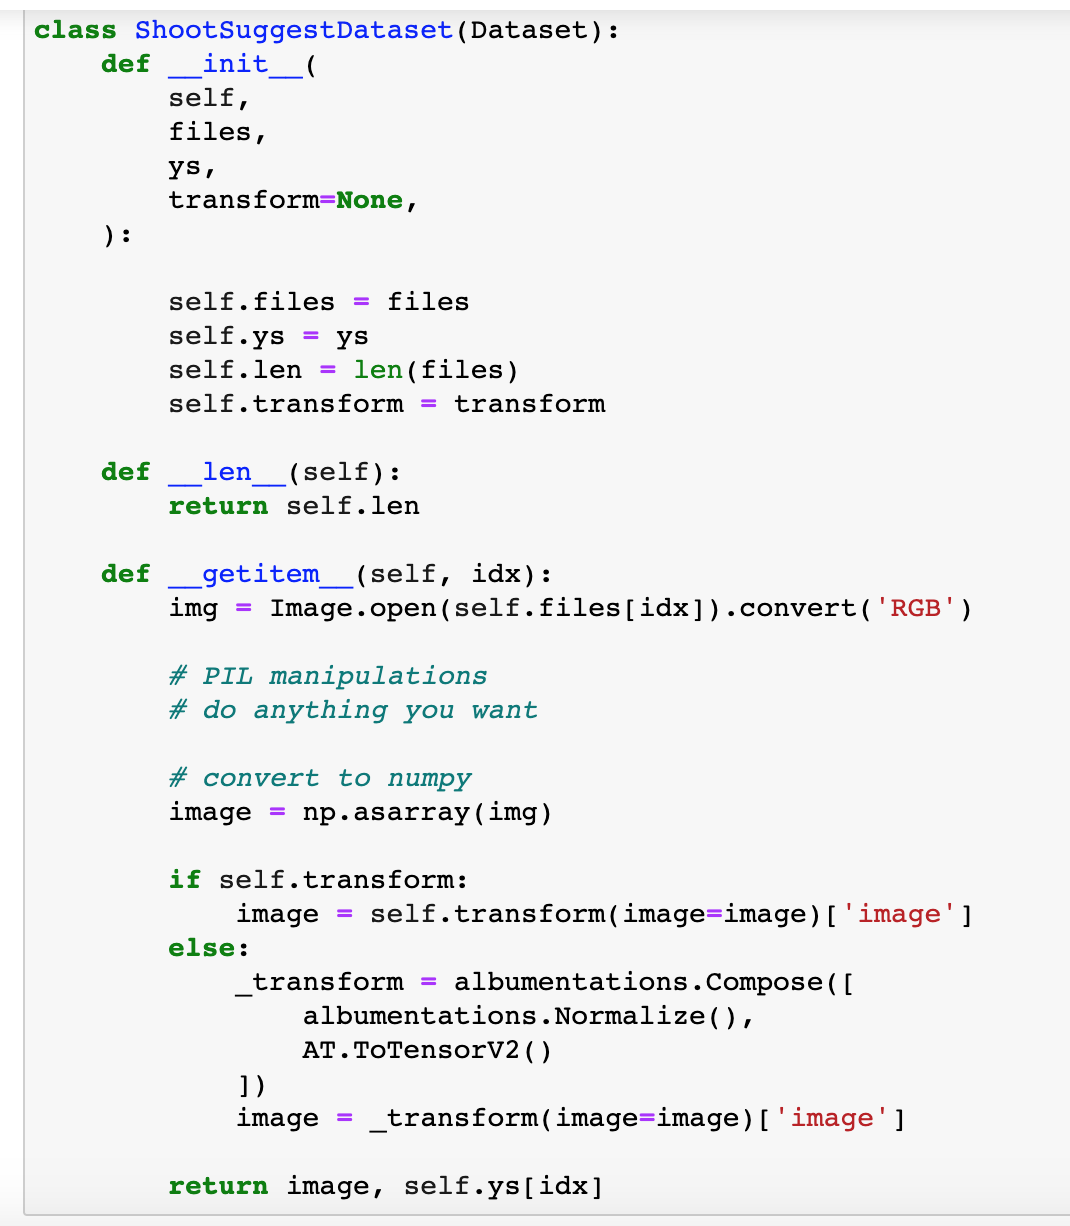 class ShootSuggestDataset(Dataset):
    def __init__(
        self,
        files,
        ys,
        transform=None,
    ):

        self.files = files
        self.ys = ys
        self.len = len(files)
        self.transform = transform

    def __len__(self):
        return self.len

    def __getitem__(self, idx):
        img = Image.open(self.files[idx]).convert('RGB')

        # PIL manipulations
        # do anything you want

        # convert to numpy
        image = np.asarray(img)

        if self.transform:
            image = self.transform(image=image)['image']
        else:
            _transform = albumentations.Compose([
                albumentations.Normalize(),
                AT.ToTensorV2()
            ])
            image = _transform(image=image)['image']

        return image, self.ys[idx]